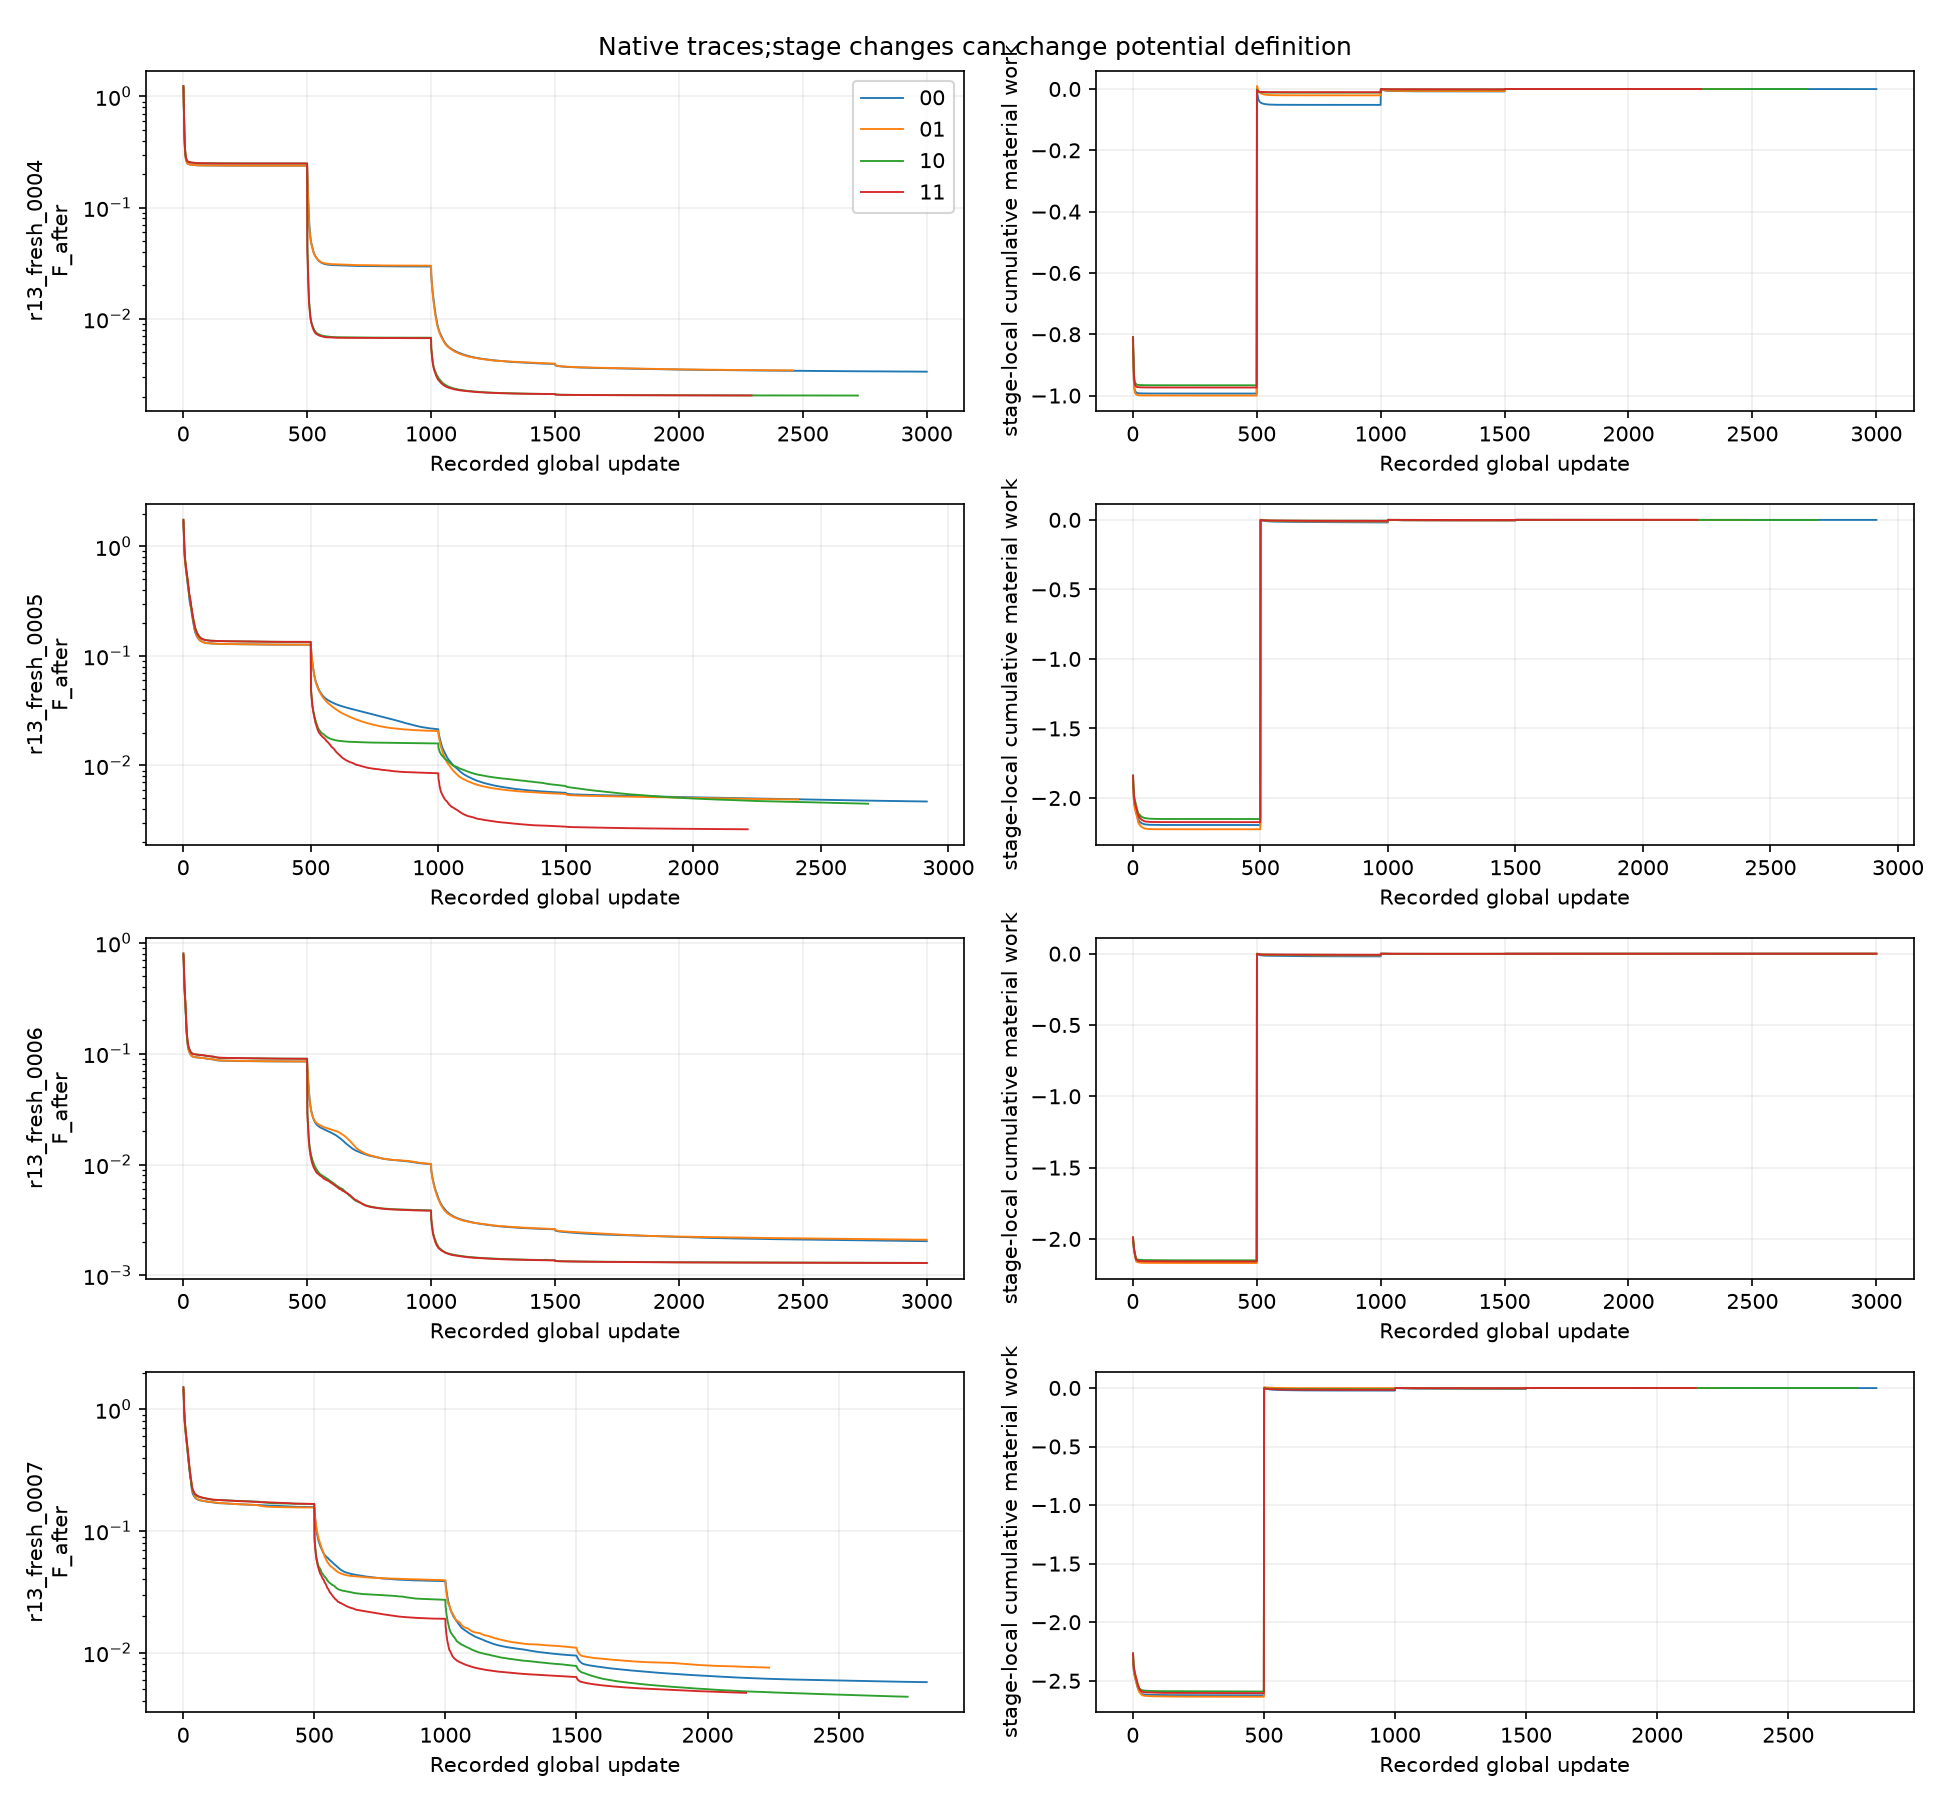 Native traces;stage changes can change potential definition
r13_fresh_0004
F_after
10⁰
10⁻¹
10⁻²
00
01
10
11
0 500 1000 1500 2000 2500 3000
Recorded global update
stage-local cumulative material work
0.0
−0.2
−0.4
−0.6
−0.8
−1.0
0 500 1000 1500 2000 2500 3000
Recorded global update
r13_fresh_0005
F_after
10⁰
10⁻¹
10⁻²
0 500 1000 1500 2000 2500 3000
Recorded global update
stage-local cumulative material work
0.0
−0.5
−1.0
−1.5
−2.0
0 500 1000 1500 2000 2500 3000
Recorded global update
r13_fresh_0006
F_after
10⁰
10⁻¹
10⁻²
10⁻³
0 500 1000 1500 2000 2500 3000
Recorded global update
stage-local cumulative material work
0.0
−0.5
−1.0
−1.5
−2.0
0 500 1000 1500 2000 2500 3000
Recorded global update
r13_fresh_0007
F_after
10⁰
10⁻¹
10⁻²
0 500 1000 1500 2000 2500
Recorded global update
stage-local cumulative material work
0.0
−0.5
−1.0
−1.5
−2.0
−2.5
0 500 1000 1500 2000 2500
Recorded global update